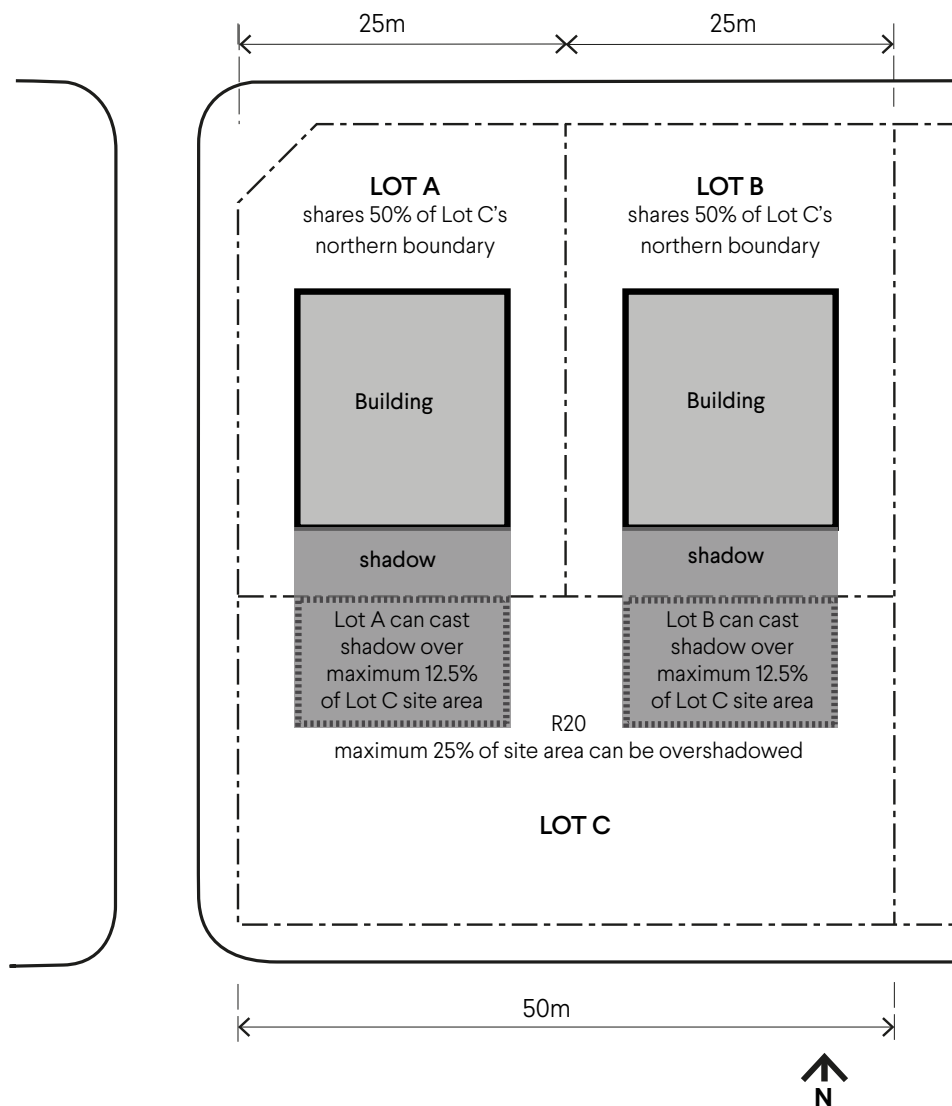 25m
25m
LOT A
shares 50% of Lot C’s
northern boundary
LOT B
shares 50% of Lot C’s
northern boundary
Building
Building
shadow
shadow
Lot A can cast
shadow over
maximum 12.5%
of Lot C site area
Lot B can cast
shadow over
maximum 12.5%
of Lot C site area
R20
maximum 25% of site area can be overshadowed
LOT C
50m
N